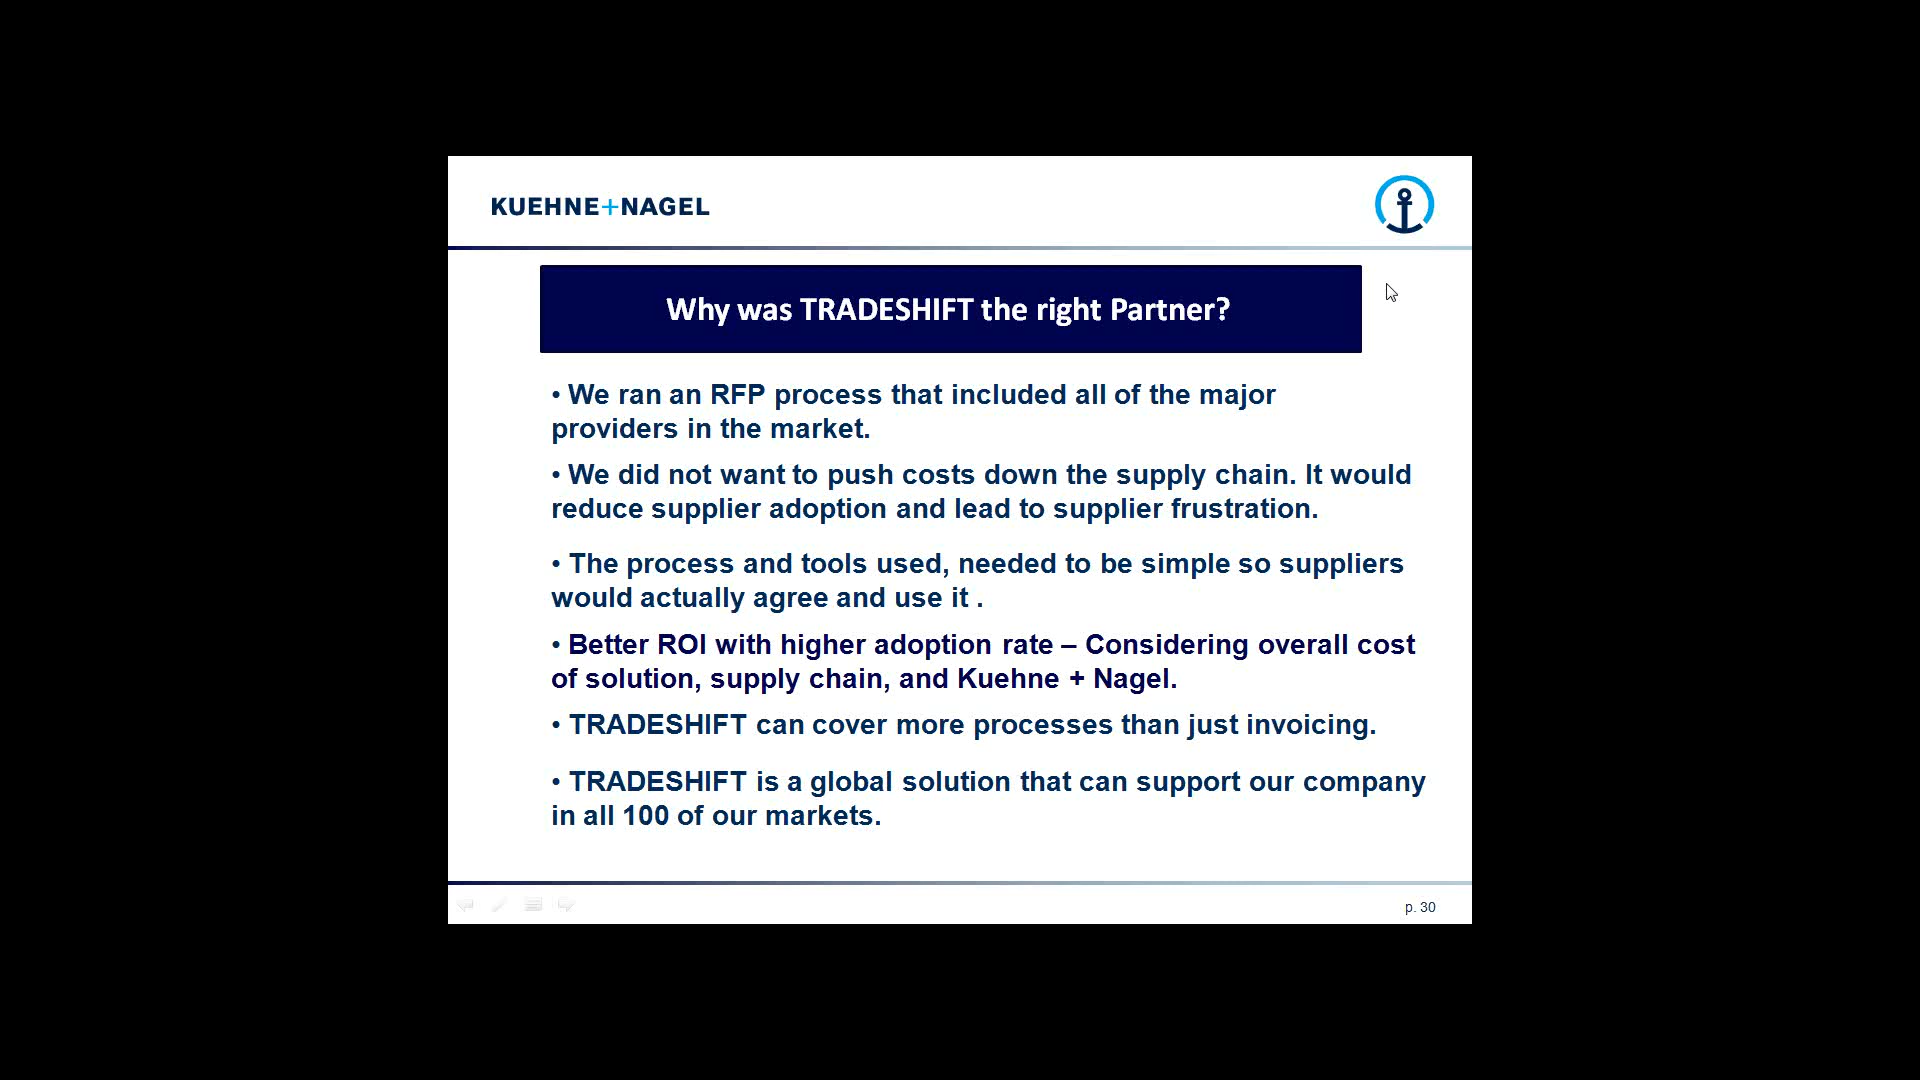 KUEHNE+NAGEL
Why was TRADESHIFT the right Partner?
• We ran an RFP process that included all of the major
providers in the market.
• We did not want to push costs down the supply chain. It would
reduce supplier adoption and lead to supplier frustration.
• The process and tools used, needed to be simple so suppliers
would actually agree and use it .
• Better ROI with higher adoption rate – Considering overall cost
of solution, supply chain, and Kuehne + Nagel.
• TRADESHIFT can cover more processes than just invoicing.
• TRADESHIFT is a global solution that can support our company
in all 100 of our markets.
p. 30